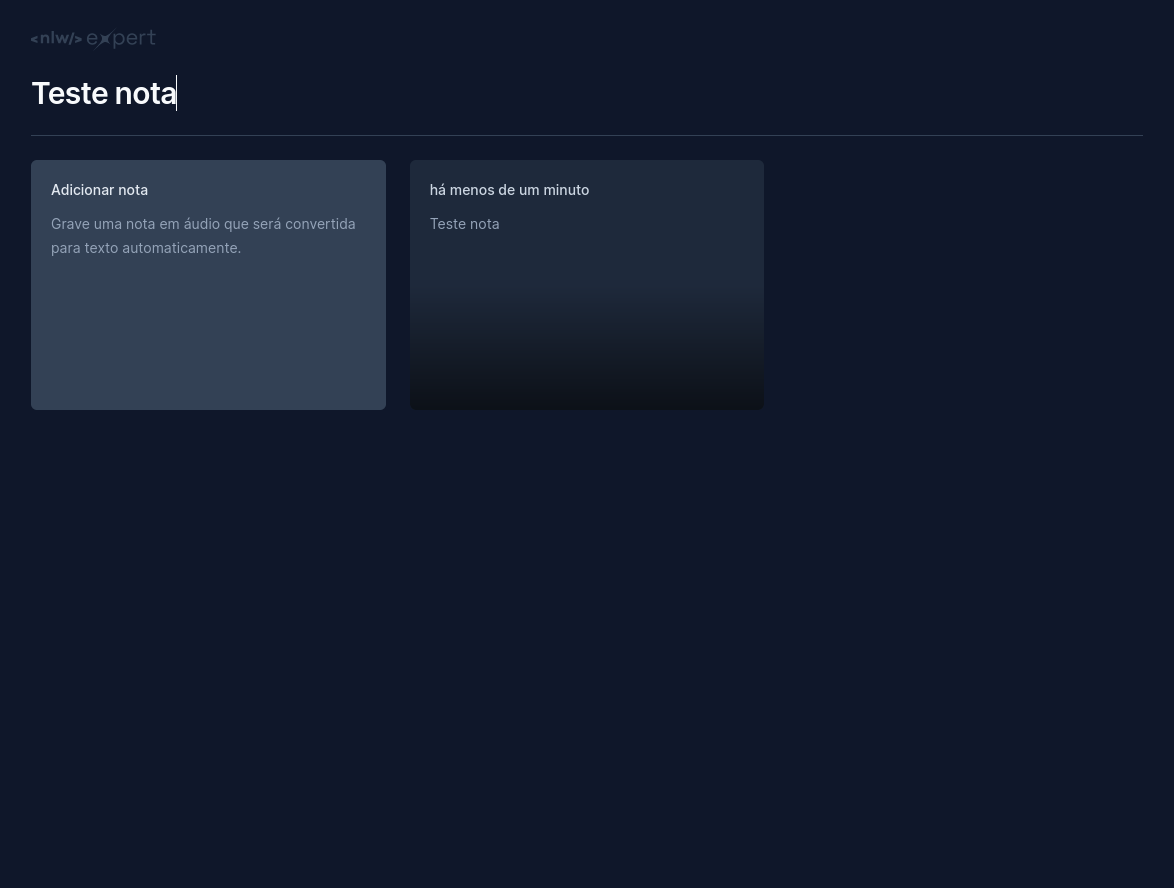 <nlw/> expert
Teste nota
Adicionar nota
Grave uma nota em áudio que será convertida
para texto automaticamente.
há menos de um minuto
Teste nota